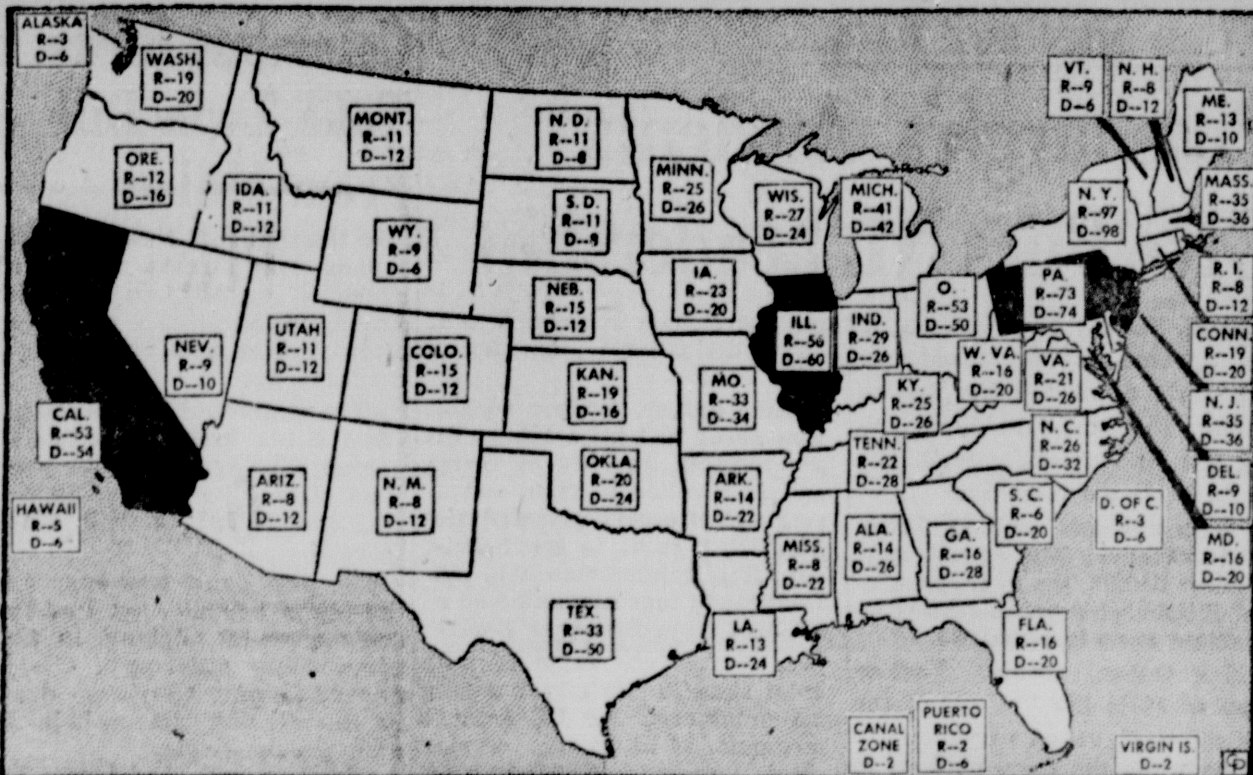 ALASKA
R--3
D--6
WASH.
R--19
D--20
ORE.
R--12
D--16
IDA.
R--11
D--12
MONT.
R--11
D--12
N. D.
R--11
D--8
MINN.
R--25
D--26
WIS.
R--27
D--24
MICH.
R--41
D--42
VT.
R--9
D--6
N. H.
R--8
D--12
ME.
R--13
D--10
MASS.
R--35
D--36
N. Y.
R--97
D--98
S. D.
R--11
D--8
WY.
R--9
D--6
NEB.
R--15
D--12
IA.
R--23
D--20
ILL.
R--56
D--60
IND.
R--29
D--26
O.
R--53
D--50
PA.
R--73
D--74
R. I.
R--8
D--12
CONN.
R--19
D--20
N. J.
R--35
D--36
DEL.
R--9
D--10
MD.
R--16
D--20
NEV.
R--9
D--10
UTAH
R--11
D--12
COLO.
R--15
D--12
KAN.
R--19
D--16
MO.
R--33
D--34
KY.
R--25
D--26
W. VA.
R--16
D--20
VA.
R--21
D--26
N. C.
R--26
D--32
CAL.
R--53
D--54
HAWAII
R--5
D--6
ARIZ.
R--8
D--12
N. M.
R--8
D--12
OKLA.
R--20
D--24
ARK.
R--14
D--22
TENN.
R--22
D--28
S. C.
R--6
D--20
D. OF C.
R--3
D--6
MISS.
R--8
D--22
ALA.
R--14
D--26
GA.
R--16
D--28
TEX.
R--33
D--50
LA.
R--13
D--24
FLA.
R--16
D--20
CANAL
ZONE
D--2
PUERTO
RICO
R--2
D--6
VIRGIN IS.
D--2